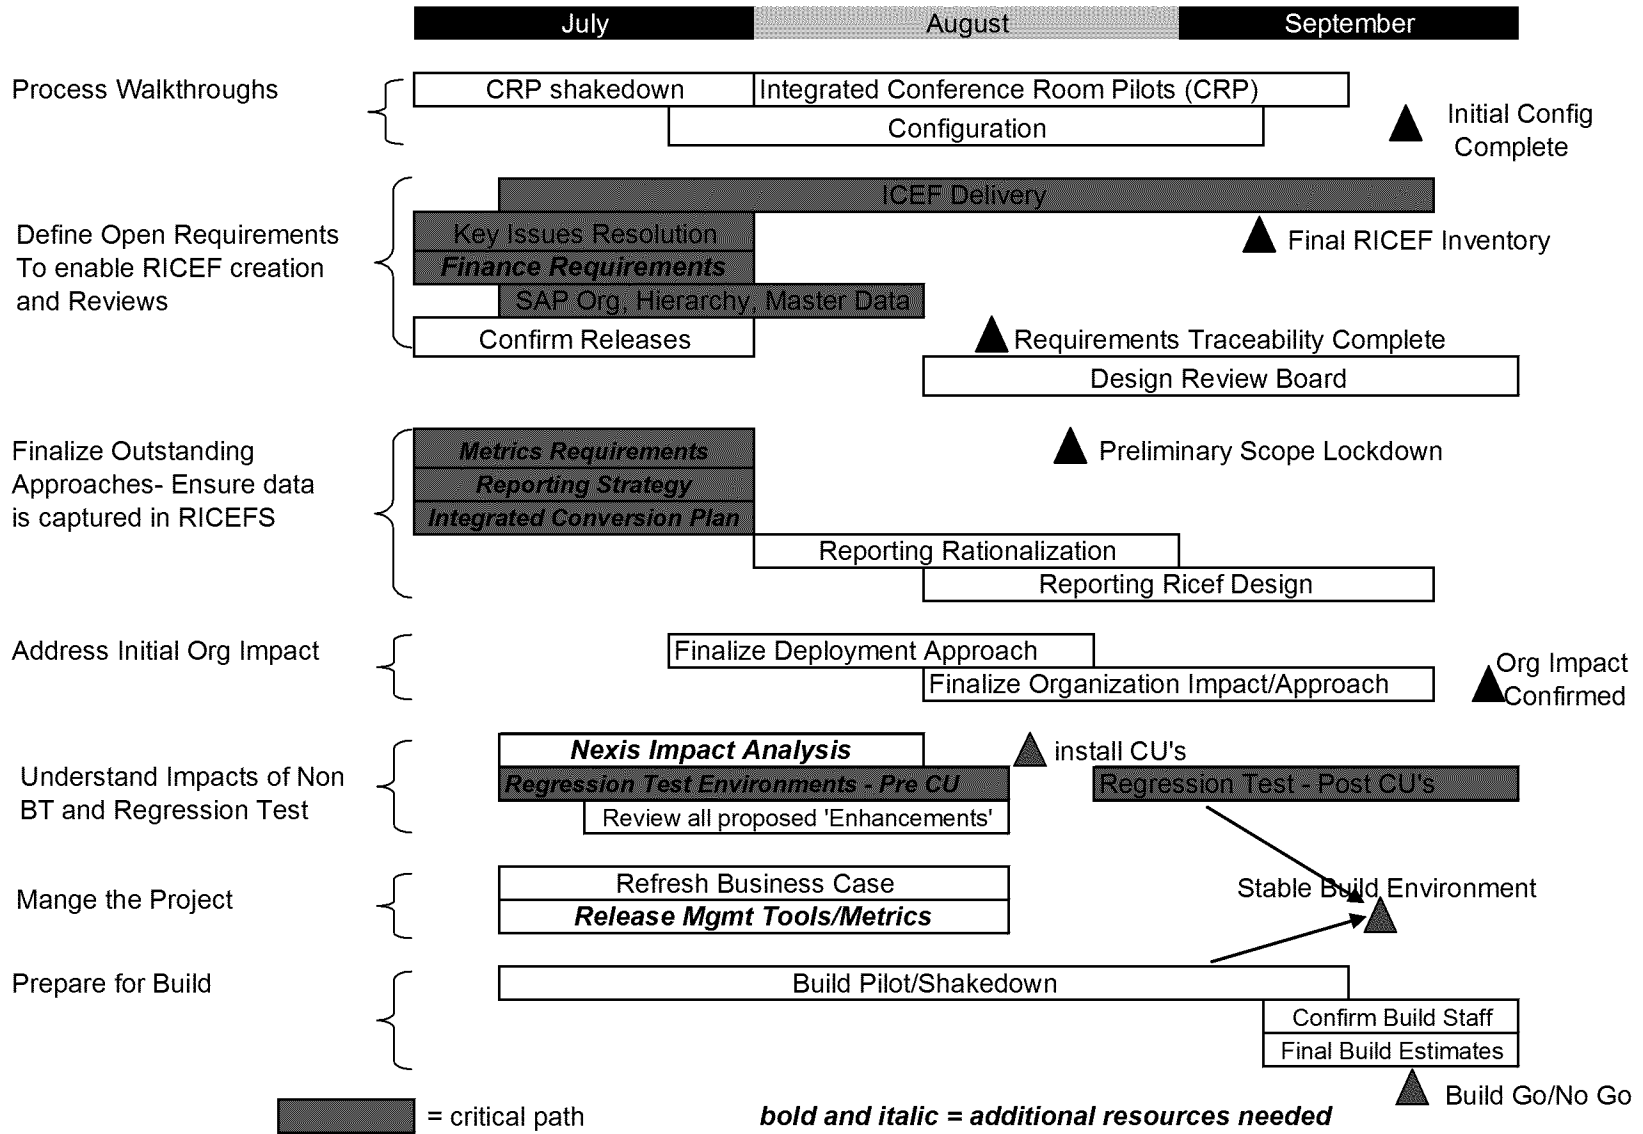 July August September
Process Walkthroughs
CRP shakedown
Integrated Conference Room Pilots (CRP)
Configuration
Initial Config
Complete
ICEF Delivery
Define Open Requirements
To enable RICEF creation
and Reviews
Key Issues Resolution
Final RICEF Inventory
Finance Requirements
SAP Org, Hierarchy, Master Data
Confirm Releases
Requirements Traceability Complete
Design Review Board
Finalize Outstanding
Approaches- Ensure data
is captured in RICEFS
Metrics Requirements
Preliminary Scope Lockdown
Reporting Strategy
Integrated Conversion Plan
Reporting Rationalization
Reporting Ricef Design
Address Initial Org Impact
Finalize Deployment Approach
Finalize Organization Impact/Approach
Org Impact
Confirmed
Understand Impacts of Non
BT and Regression Test
Nexis Impact Analysis
install CU's
Regression Test Environments - Pre CU
Regression Test - Post CU's
Review all proposed 'Enhancements'
Mange the Project
Refresh Business Case
Release Mgmt Tools/Metrics
Stable Build Environment
Prepare for Build
Build Pilot/Shakedown
Confirm Build Staff
Final Build Estimates
Build Go/No Go
= critical path
bold and italic = additional resources needed